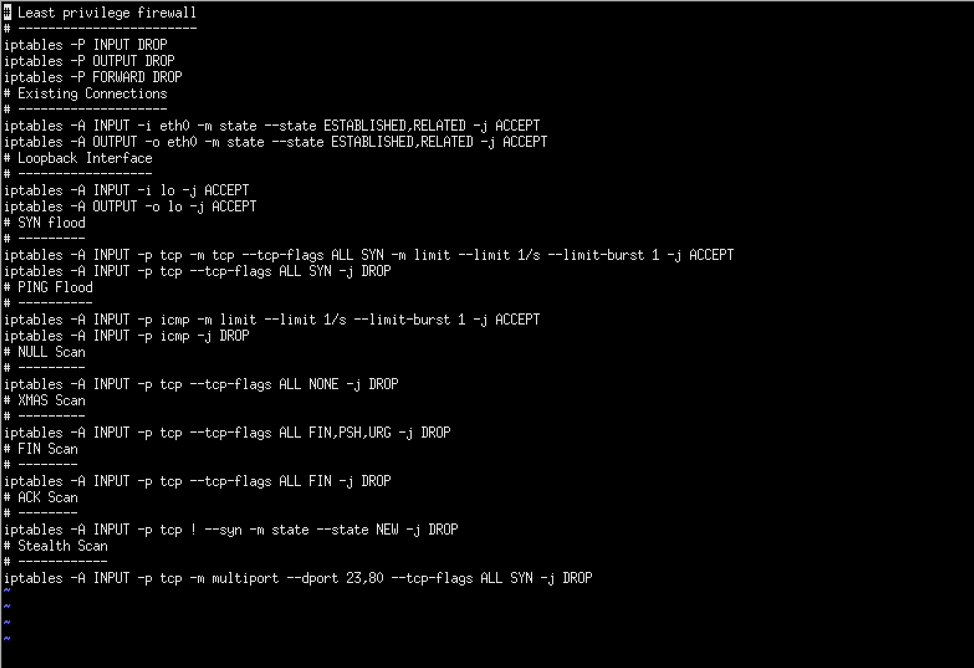 # Least privilege firewall
# ------------------------
iptables -P INPUT DROP
iptables -P OUTPUT DROP
iptables -P FORWARD DROP
# Existing Connections
# --------------------
iptables -A INPUT -i eth0 -m state --state ESTABLISHED,RELATED -j ACCEPT
iptables -A OUTPUT -o eth0 -m state --state ESTABLISHED,RELATED -j ACCEPT
# Loopback Interface
# ------------------
iptables -A INPUT -i lo -j ACCEPT
iptables -A OUTPUT -o lo -j ACCEPT
# SYN flood
# ---------
iptables -A INPUT -p tcp -m tcp --tcp-flags ALL SYN -m limit --limit 1/s --limit-burst 1 -j ACCEPT
iptables -A INPUT -p tcp --tcp-flags ALL SYN -j DROP
# PING Flood
# ----------
iptables -A INPUT -p icmp -m limit --limit 1/s --limit-burst 1 -j ACCEPT
iptables -A INPUT -p icmp -j DROP
# NULL Scan
# ---------
iptables -A INPUT -p tcp --tcp-flags ALL NONE -j DROP
# XMAS Scan
# ---------
iptables -A INPUT -p tcp --tcp-flags ALL FIN,PSH,URG -j DROP
# FIN Scan
# --------
iptables -A INPUT -p tcp --tcp-flags ALL FIN -j DROP
# ACK Scan
# --------
iptables -A INPUT -p tcp ! --syn -m state --state NEW -j DROP
# Stealth Scan
# ------------
iptables -A INPUT -p tcp -m multiport --dport 23,80 --tcp-flags ALL SYN -j DROP
~
~
~
~